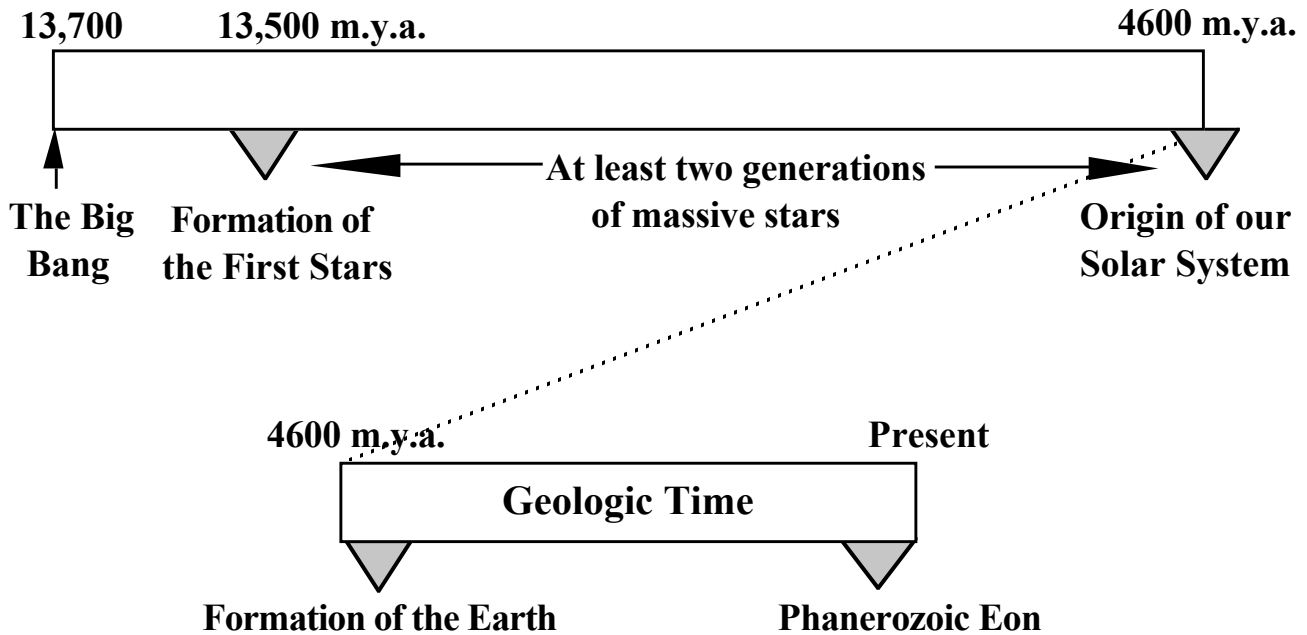 13,700 13,500 m.y.a. 4600 m.y.a.
At least two generations
of massive stars
The Big
Bang
Formation of
the First Stars
Origin of our
Solar System
4600 m.y.a. Present
Geologic Time
Formation of the Earth Phanerozoic Eon